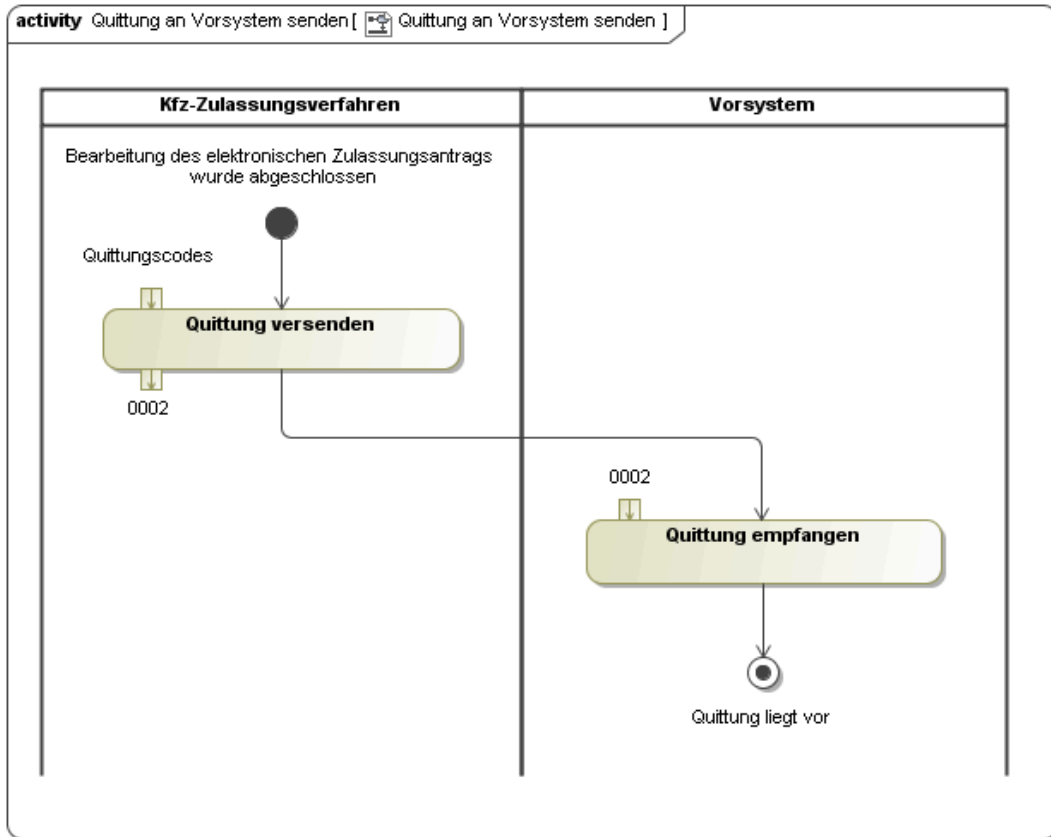 activity Quittung an Vorsystem senden [ Quittung an Vorsystem senden ]
Kfz-Zulassungsverfahren
Vorsystem
Bearbeitung des elektronischen Zulassungsantrags
wurde abgeschlossen
Quittungscodes
Quittung versenden
0002
0002
Quittung empfangen
Quittung liegt vor